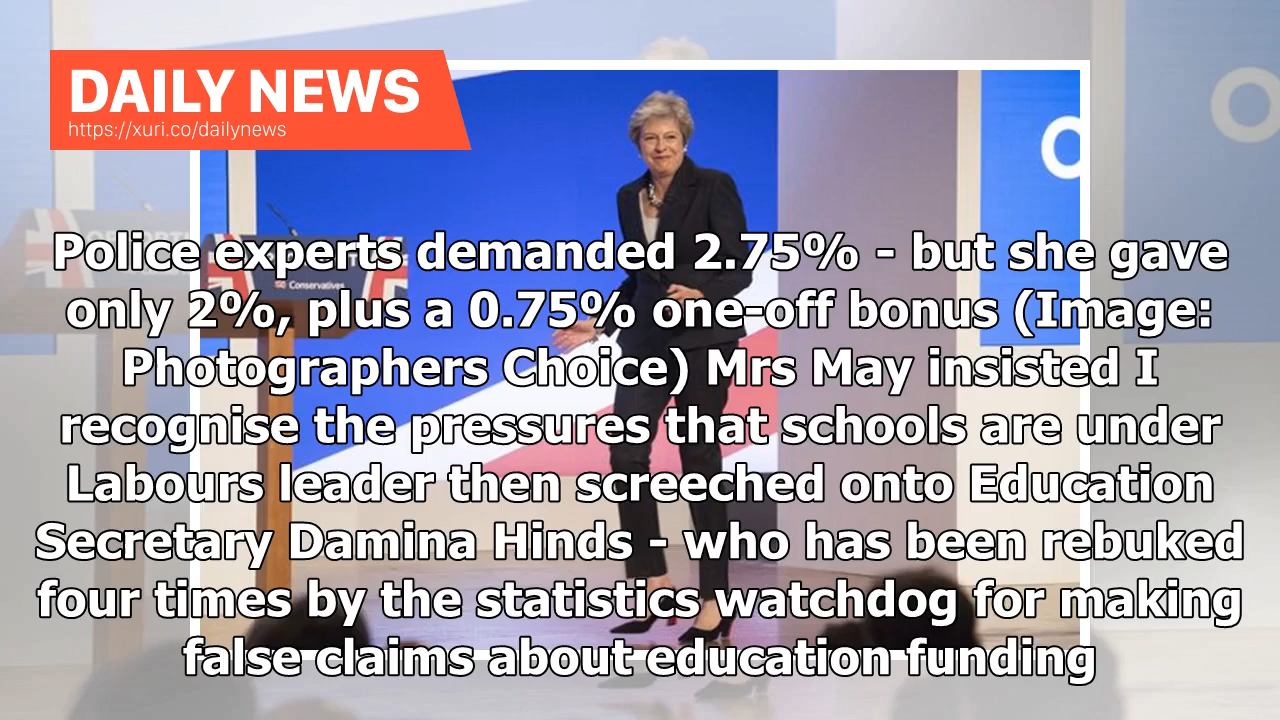 DAILY NEWS
https://xuri.co/dailynews
O
O
Conservatives
Police experts demanded 2.75% - but she gave
only 2%, plus a 0.75% one-off bonus (Image:
Photographers Choice) Mrs May insisted I
recognise the pressures that schools are under
Labours leader then screeched onto Education
Secretary Damina Hinds - who has been rebuked
four times by the statistics watchdog for making
false claims about education funding